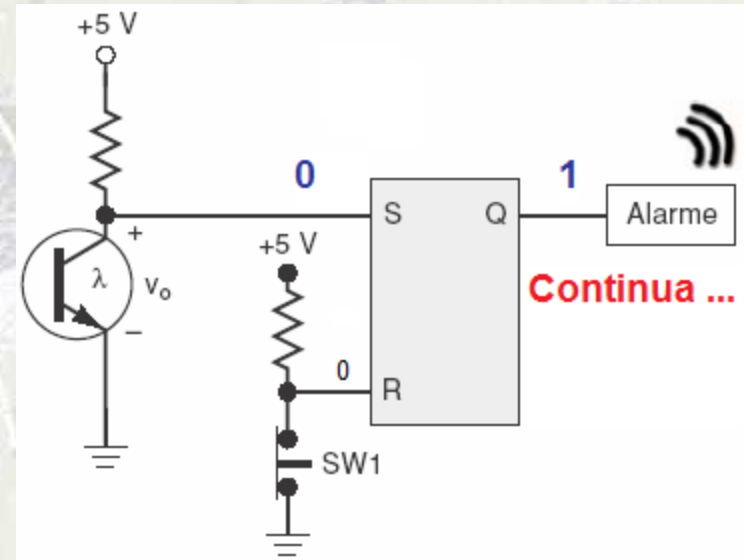 +5 V
0
1
S
Q
Alarme
+
λ
vo
–
+5 V
Continua ...
0
R
SW1